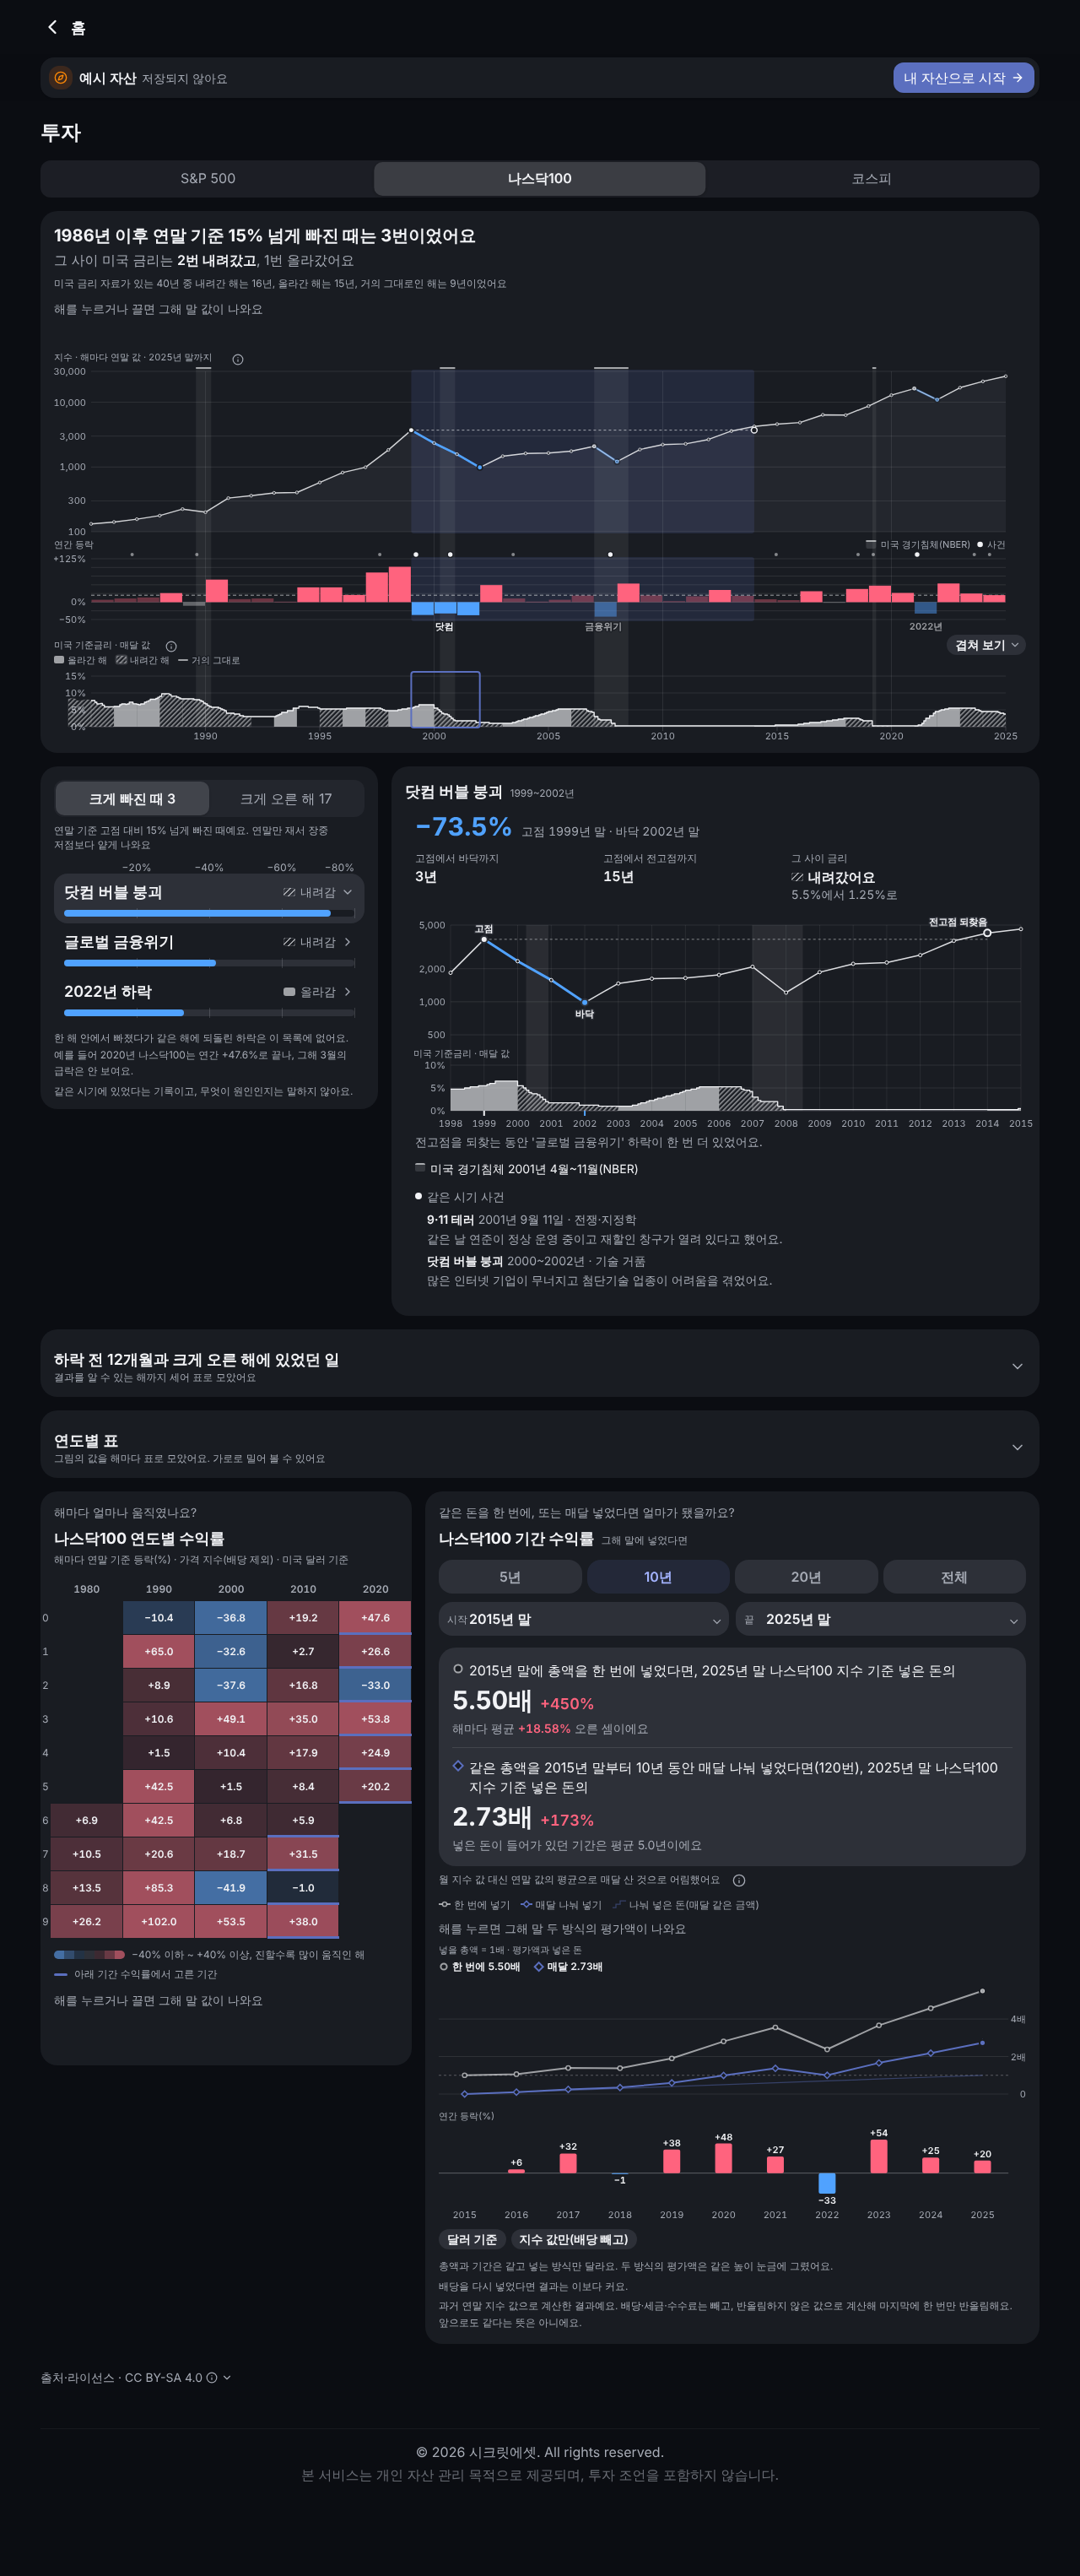 홈
예시 자산 저장되지 않아요
내 자산으로 시작 →
투자
S&P 500
나스닥100
코스피
1986년 이후 연말 기준 15% 넘게 빠진 때는 3번이었어요
그 사이 미국 금리는 2번 내려갔고, 1번 올라갔어요
미국 금리 자료가 있는 40년 중 내려간 해는 16년, 올라간 해는 15년, 거의 그대로인 해는 9년이었어요
해를 누르거나 끌면 그해 말 값이 나와요
지수 · 해마다 연말 값 · 2025년 말까지
30,000
10,000
3,000
1,000
300
100
연간 등락
미국 경기침체(NBER) 사건
+125%
0%
−50%
닷컴
금융위기
2022년
미국 기준금리 · 매달 값
겹쳐 보기
올라간 해 내려간 해 거의 그대로
15%
10%
5%
0%
1990 1995 2000 2005 2010 2015 2020 2025
크게 빠진 때 3
크게 오른 해 17
연말 기준 고점 대비 15% 넘게 빠진 때예요. 연말만 재서 장중
저점보다 얕게 나와요
−20% −40% −60% −80%
닷컴 버블 붕괴 내려감
글로벌 금융위기 내려감
2022년 하락 올라감
한 해 안에서 빠졌다가 같은 해에 되돌린 하락은 이 목록에 없어요.
예를 들어 2020년 나스닥100는 연간 +47.6%로 끝나, 그해 3월의
급락은 안 보여요.
같은 시기에 있었다는 기록이고, 무엇이 원인인지는 말하지 않아요.
닷컴 버블 붕괴 1999~2002년
−73.5% 고점 1999년 말 · 바닥 2002년 말
고점에서 바닥까지
3년
고점에서 전고점까지
15년
그 사이 금리
내려갔어요
5.5%에서 1.25%로
5,000
2,000
1,000
500
고점
바닥
전고점 되찾음
미국 기준금리 · 매달 값
10%
5%
0%
1998 1999 2000 2001 2002 2003 2004 2005 2006 2007 2008 2009 2010 2011 2012 2013 2014 2015
전고점을 되찾는 동안 '글로벌 금융위기' 하락이 한 번 더 있었어요.
미국 경기침체 2001년 4월~11월(NBER)
같은 시기 사건
9·11 테러 2001년 9월 11일 · 전쟁·지정학
같은 날 연준이 정상 운영 중이고 재할인 창구가 열려 있다고 했어요.
닷컴 버블 붕괴 2000~2002년 · 기술 거품
많은 인터넷 기업이 무너지고 첨단기술 업종이 어려움을 겪었어요.
하락 전 12개월과 크게 오른 해에 있었던 일
결과를 알 수 있는 해까지 세어 표로 모았어요
연도별 표
그림의 값을 해마다 표로 모았어요. 가로로 밀어 볼 수 있어요
해마다 얼마나 움직였나요?
나스닥100 연도별 수익률
해마다 연말 기준 등락(%) · 가격 지수(배당 제외) · 미국 달러 기준
1980 1990 2000 2010 2020
0 −10.4 −36.8 +19.2 +47.6
1 +65.0 −32.6 +2.7 +26.6
2 +8.9 −37.6 +16.8 −33.0
3 +10.6 +49.1 +35.0 +53.8
4 +1.5 +10.4 +17.9 +24.9
5 +42.5 +1.5 +8.4 +20.2
6 +6.9 +42.5 +6.8 +5.9
7 +10.5 +20.6 +18.7 +31.5
8 +13.5 +85.3 −41.9 −1.0
9 +26.2 +102.0 +53.5 +38.0
−40% 이하 ~ +40% 이상, 진할수록 많이 움직인 해
아래 기간 수익률에서 고른 기간
해를 누르거나 끌면 그해 말 값이 나와요
같은 돈을 한 번에, 또는 매달 넣었다면 얼마가 됐을까요?
나스닥100 기간 수익률 그해 말에 넣었다면
5년
10년
20년
전체
시작 2015년 말
끝 2025년 말
2015년 말에 총액을 한 번에 넣었다면, 2025년 말 나스닥100 지수 기준 넣은 돈의
5.50배 +450%
해마다 평균 +18.58% 오른 셈이에요
같은 총액을 2015년 말부터 10년 동안 매달 나눠 넣었다면(120번), 2025년 말 나스닥100
지수 기준 넣은 돈의
2.73배 +173%
넣은 돈이 들어가 있던 기간은 평균 5.0년이에요
월 지수 값 대신 연말 값의 평균으로 매달 산 것으로 어림했어요
한 번에 넣기 매달 나눠 넣기 나눠 넣은 돈(매달 같은 금액)
해를 누르면 그해 말 두 방식의 평가액이 나와요
넣을 총액 = 1배 · 평가액과 넣은 돈
한 번에 5.50배 매달 2.73배
4배
2배
0
연간 등락(%)
+6 +32 −1 +38 +48 +27 −33 +54 +25 +20
2015 2016 2017 2018 2019 2020 2021 2022 2023 2024 2025
달러 기준
지수 값만(배당 빼고)
총액과 기간은 같고 넣는 방식만 달라요. 두 방식의 평가액은 같은 높이 눈금에 그렸어요.
배당을 다시 넣었다면 결과는 이보다 커요.
과거 연말 지수 값으로 계산한 결과예요. 배당·세금·수수료는 빼고, 반올림하지 않은 값으로 계산해 마지막에 한 번만 반올림해요.
앞으로도 같다는 뜻은 아니에요.
출처·라이선스 · CC BY-SA 4.0
© 2026 시크릿에셋. All rights reserved.
본 서비스는 개인 자산 관리 목적으로 제공되며, 투자 조언을 포함하지 않습니다.